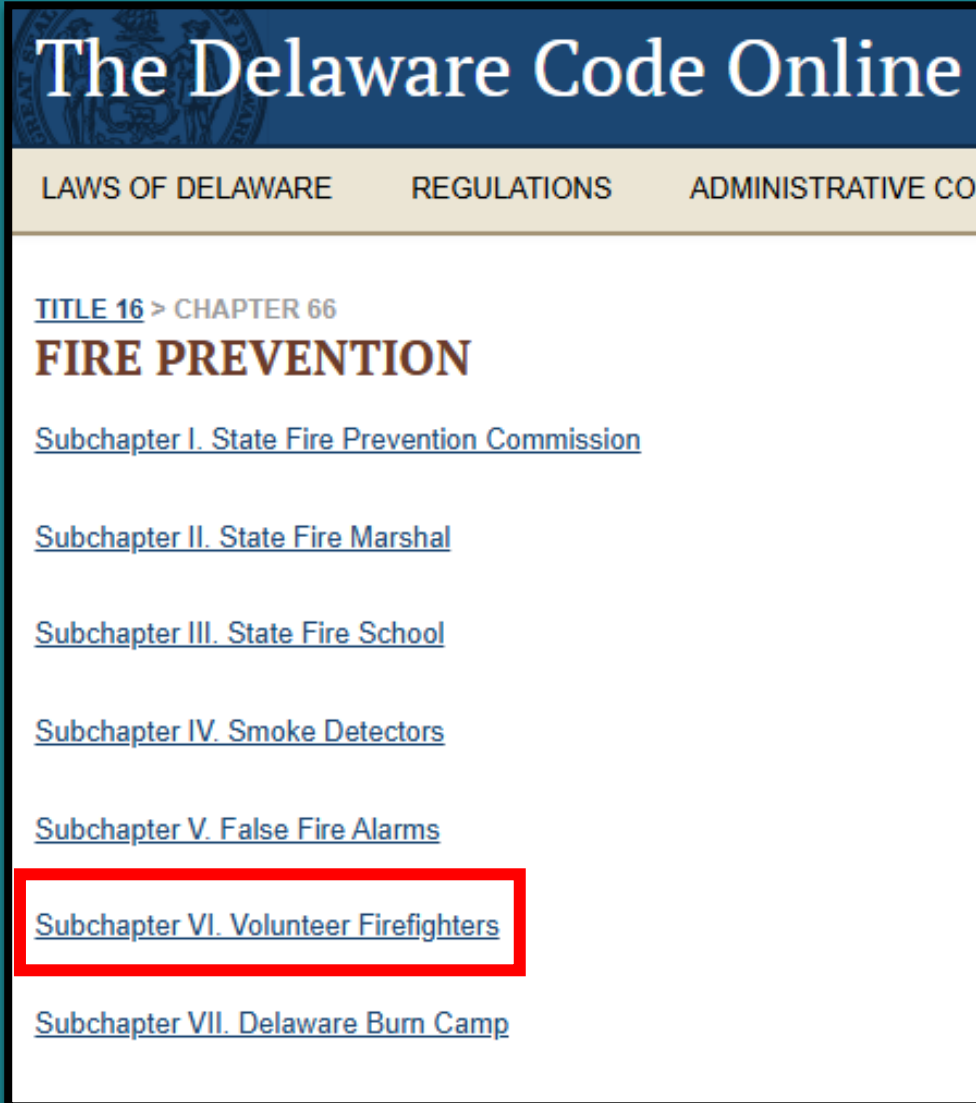 The Delaware Code Online
LAWS OF DELAWARE REGULATIONS ADMINISTRATIVE CO
TITLE 16 > CHAPTER 66
FIRE PREVENTION
Subchapter I. State Fire Prevention Commission
Subchapter II. State Fire Marshal
Subchapter III. State Fire School
Subchapter IV. Smoke Detectors
Subchapter V. False Fire Alarms
Subchapter VI. Volunteer Firefighters
Subchapter VII. Delaware Burn Camp